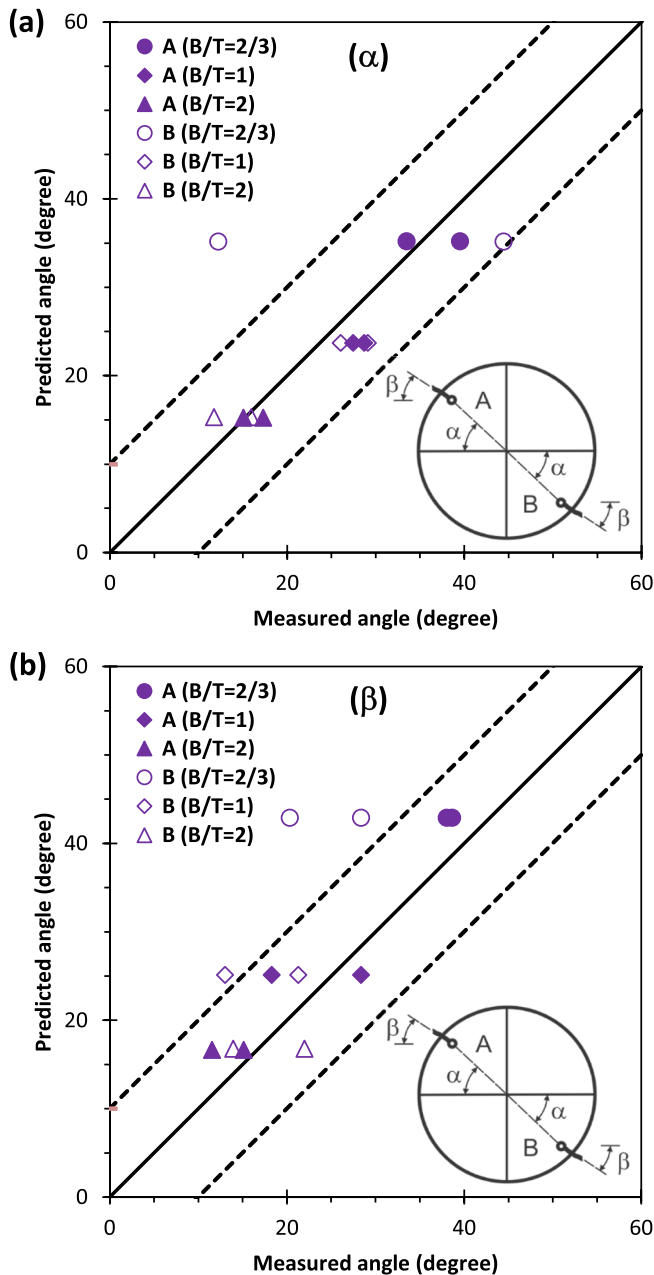 (a)
60
40
20
0
Predicted angle (degree)
A (B/T=2/3)
A (B/T=1)
A (B/T=2)
B (B/T=2/3)
B (B/T=1)
B (B/T=2)
(α)
β
A
α
α
B
β
0
20
40
60
Measured angle (degree)
(b)
60
40
20
0
Predicted angle (degree)
A (B/T=2/3)
A (B/T=1)
A (B/T=2)
B (B/T=2/3)
B (B/T=1)
B (B/T=2)
(β)
β
A
α
α
B
β
0
20
40
60
Measured angle (degree)